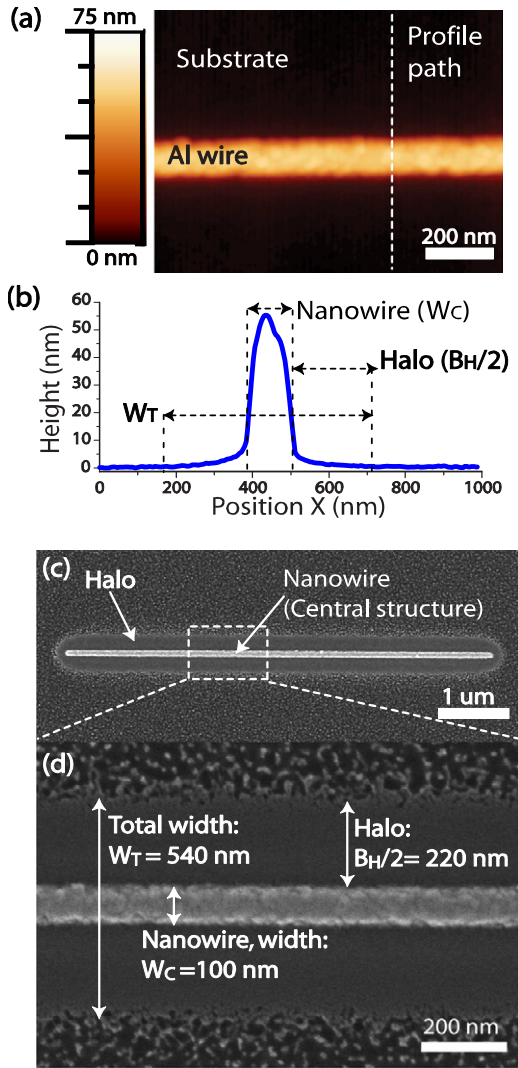 (a)
75 nm
0 nm
Substrate
Profile
path
Al wire
200 nm
(b)
60
50
40
30
20
10
0
Height (nm)
Nanowire (WC)
Halo (BH/2)
WT
0
200
400
600
800
1000
Position X (nm)
(c)
Halo
Nanowire
(Central structure)
1 um
(d)
Total width:
WT = 540 nm
Halo:
BH/2= 220 nm
Nanowire, width:
WC =100 nm
200 nm